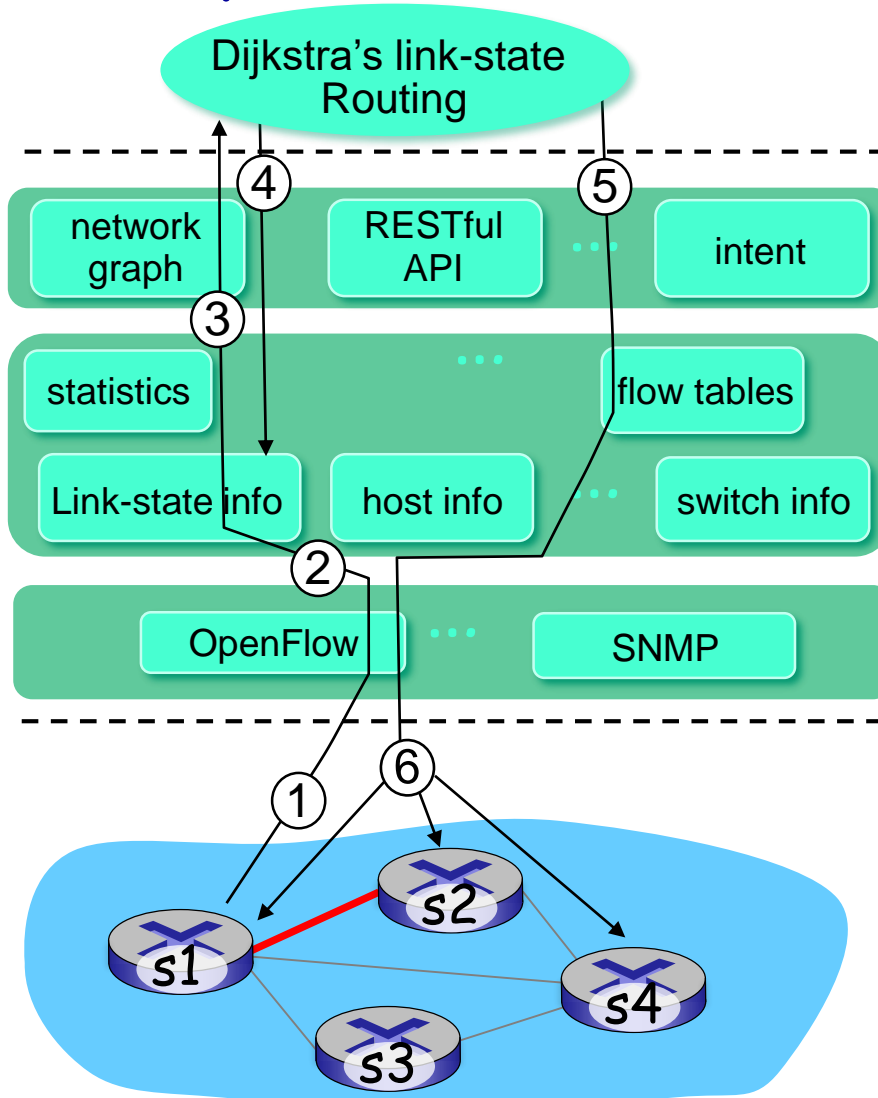 Dijkstra's link-state
Routing
4
5
network
graph
RESTful
API
...
intent
3
statistics
...
flow tables
Link-state info
host info
...
switch info
2
OpenFlow
...
SNMP
6
1
s2
s1
s4
s3